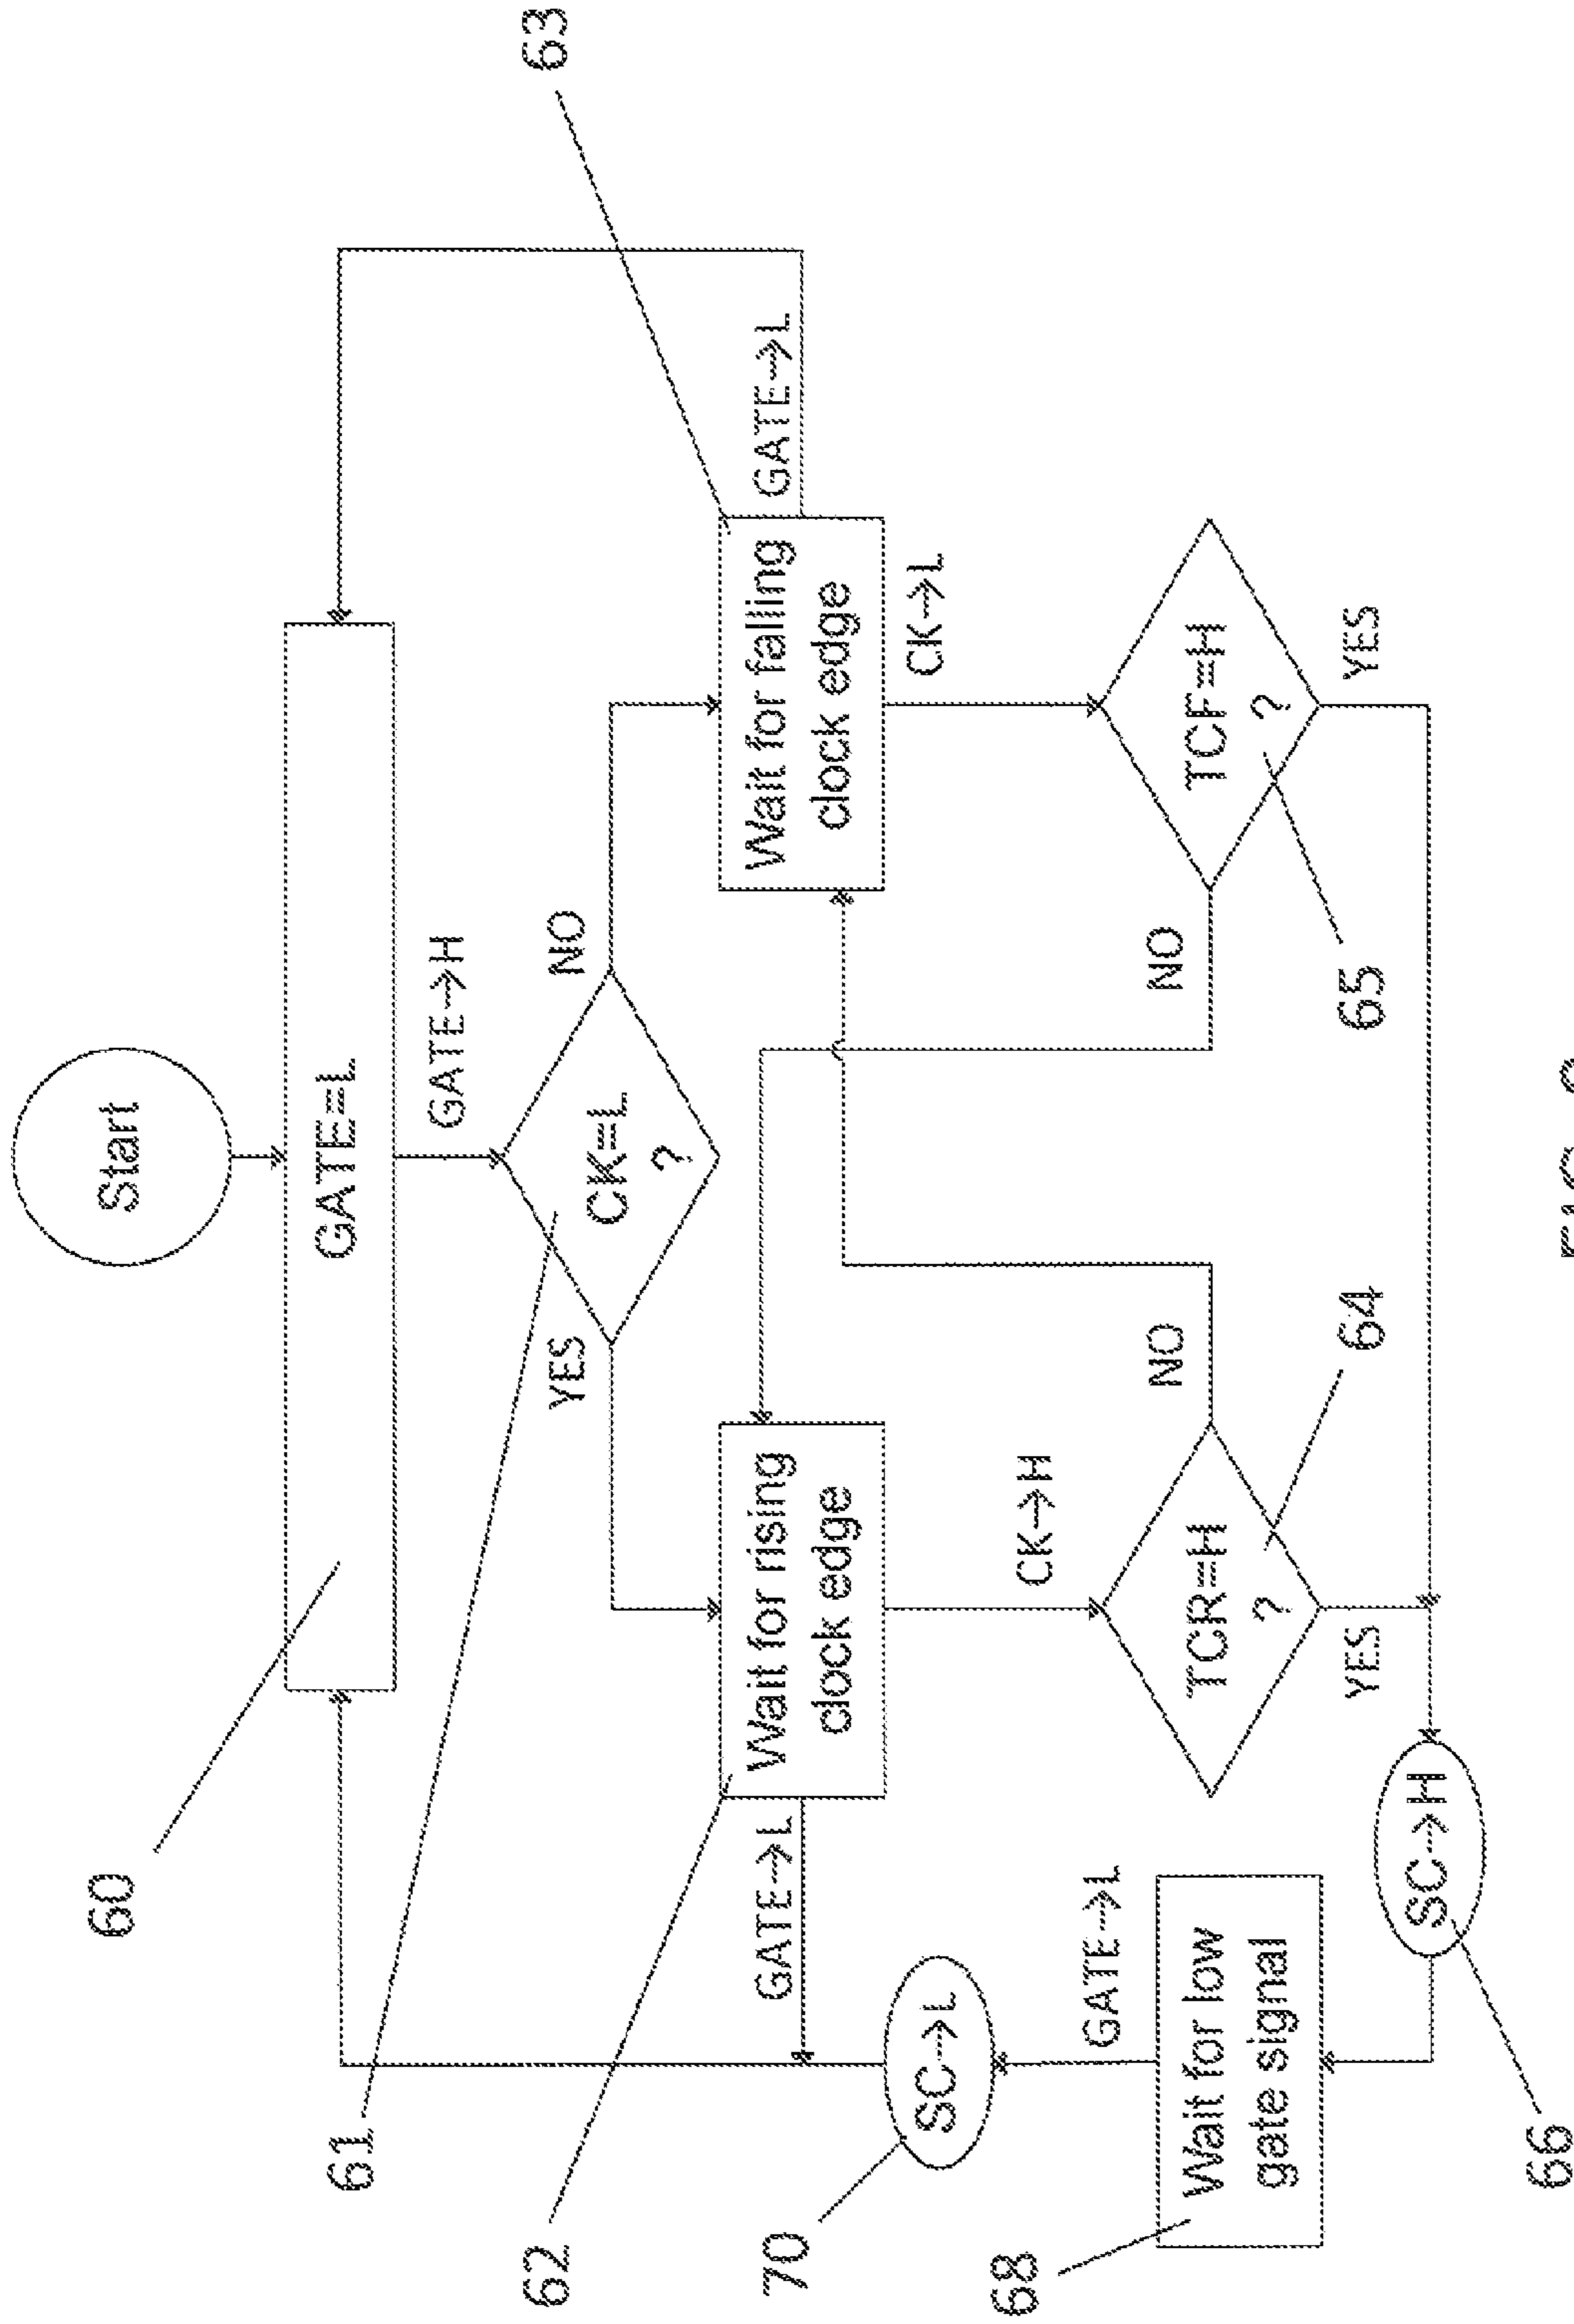 Start
60
GATE=L
GATE→H
61
CK=L
?
YES
NO
63
62
Wait for rising
clock edge
Wait for falling
clock edge
GATE→L
GATE→L
CK→H
CK→L
70
SC→L
GATE→L
68
Wait for low
gate signal
TCR=H
?
NO
YES
64
TCF=H
?
NO
YES
65
SC→H
66